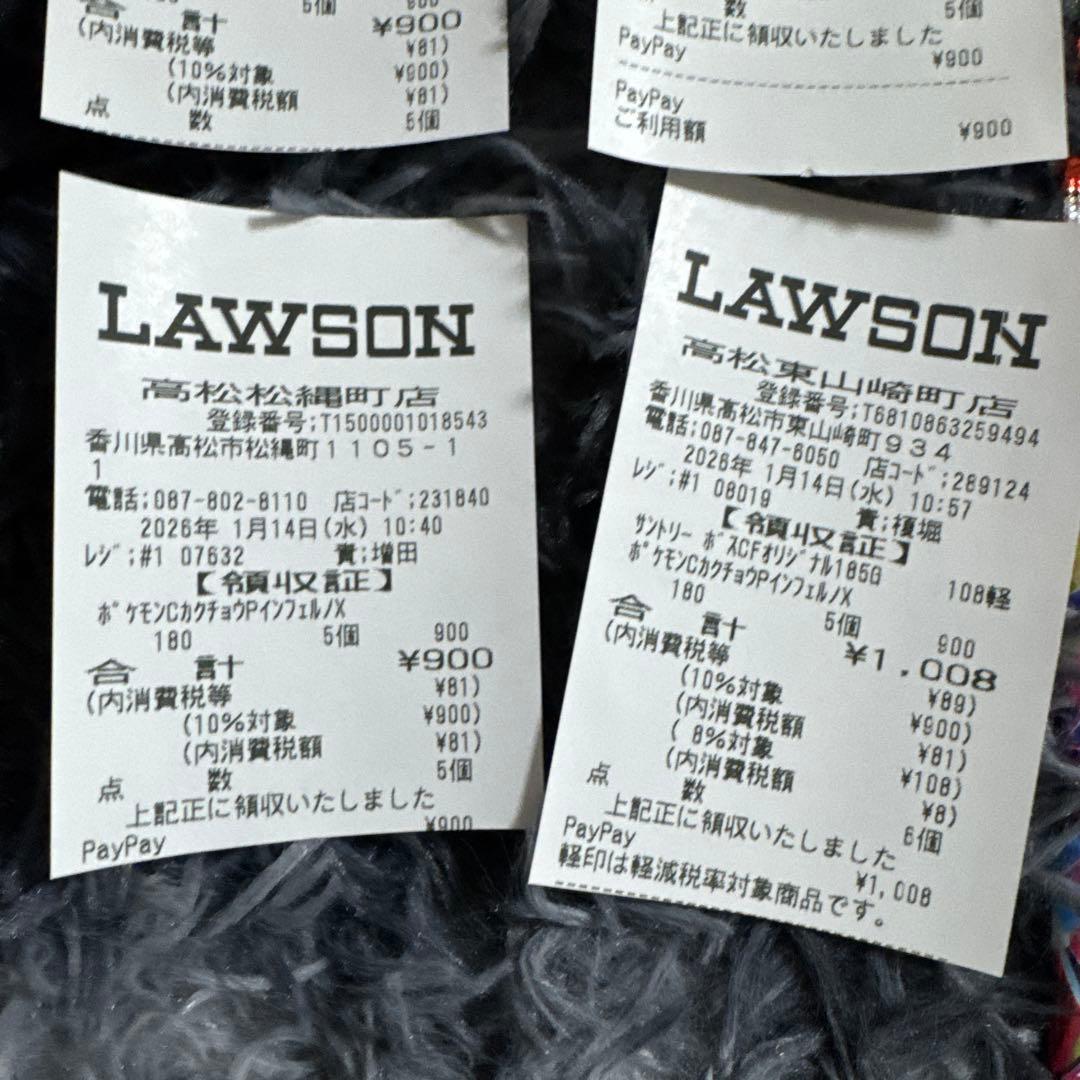 5個 900
合計 ¥900
(内消費税等 ¥81)
(10%対象 ¥900)
(内消費税額 ¥81)
点 数 5個
数 5個
上記正に領収いたしました
PayPay ¥900
PayPay
ご利用額 ¥900
LAWSON
高松松縄町店
登録番号;T1500001018543
香川県高松市松縄町1105-1
1
電話;087-802-8110 店コード;231840
2026年 1月14日(水) 10:40
レジ;#1 07632 責;増田
【領収証】
ポケモンCカクチョウPインフェルノX
180 5個 900
合 計 ¥900
(内消費税等 ¥81)
(10%対象 ¥900)
(内消費税額 ¥81)
点 数 5個
上記正に領収いたしました
PayPay ¥900
LAWSON
高松東山崎町店
登録番号;T6810863259494
香川県高松市東山崎町934
電話;087-847-6050 店コード;289124
2026年 1月14日(水) 10:57
レジ;#1 08019 責;榎堀
【領収証】
サントリー ボスCFオリジナル185G 108軽
ポケモンCカクチョウPインフェルノX
180 5個 900
合 計 ¥1,008
(内消費税等 ¥89)
(10%対象 ¥900)
(内消費税額 ¥81)
( 8%対象 ¥108)
(内消費税額 ¥8)
点 数 6個
上記正に領収いたしました
PayPay ¥1,008
軽印は軽減税率対象商品です。